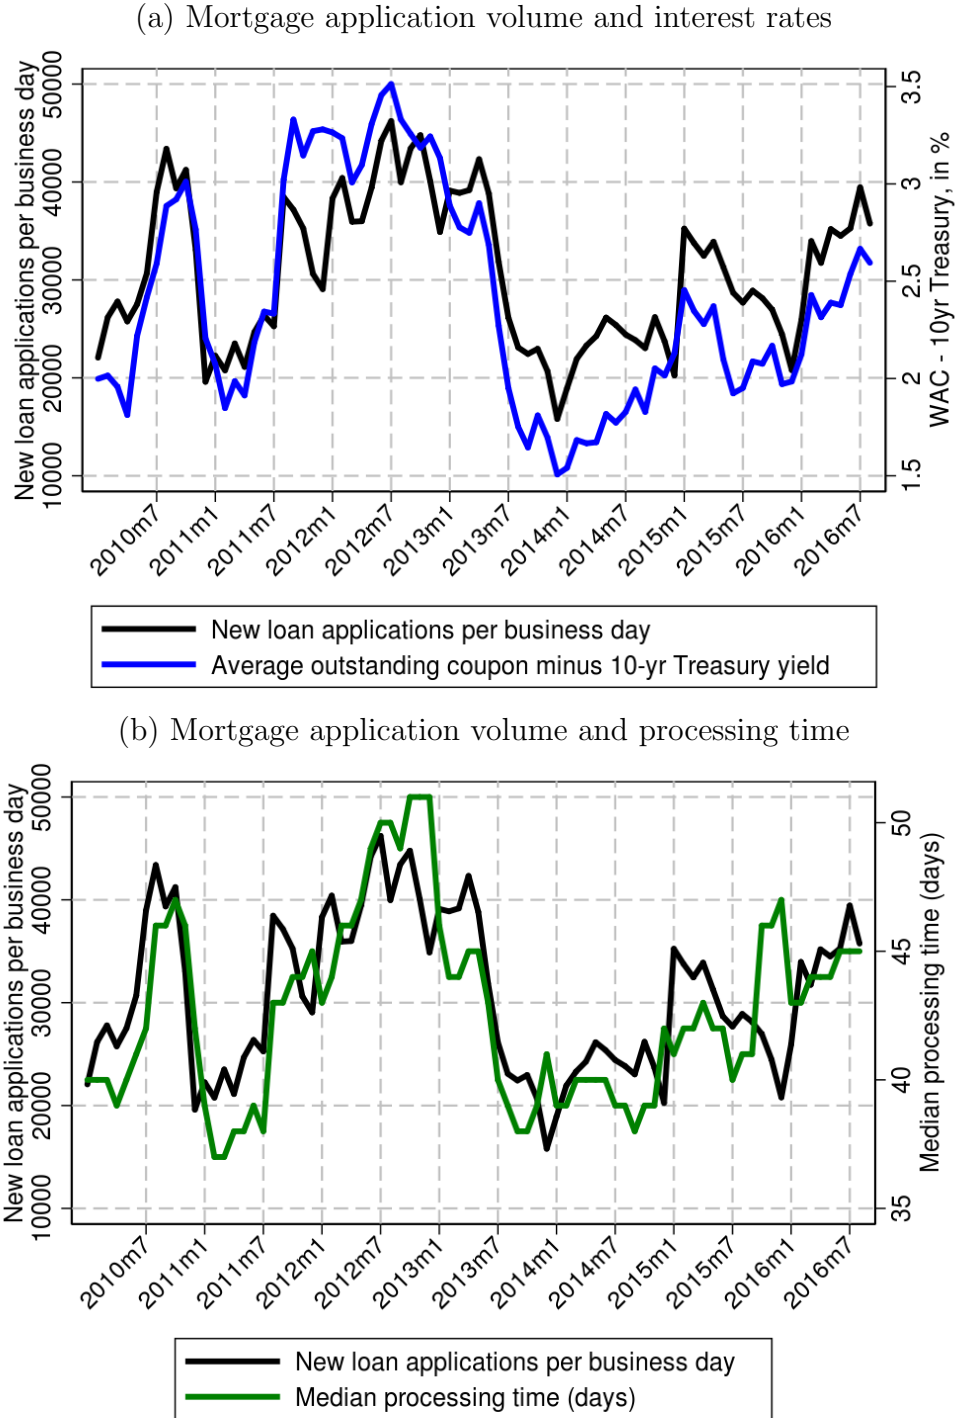 (a) Mortgage application volume and interest rates
New loan applications per business day
10000 20000 30000 40000 50000
1.5 2 2.5 3 3.5
WAC - 10yr Treasury, in %
2010m7 2011m1 2011m7 2012m1 2012m7 2013m1 2013m7 2014m1 2014m7 2015m1 2015m7 2016m1 2016m7
New loan applications per business day
Average outstanding coupon minus 10-yr Treasury yield
(b) Mortgage application volume and processing time
New loan applications per business day
10000 20000 30000 40000 50000
35 40 45 50
Median processing time (days)
2010m7 2011m1 2011m7 2012m1 2012m7 2013m1 2013m7 2014m1 2014m7 2015m1 2015m7 2016m1 2016m7
New loan applications per business day
Median processing time (days)